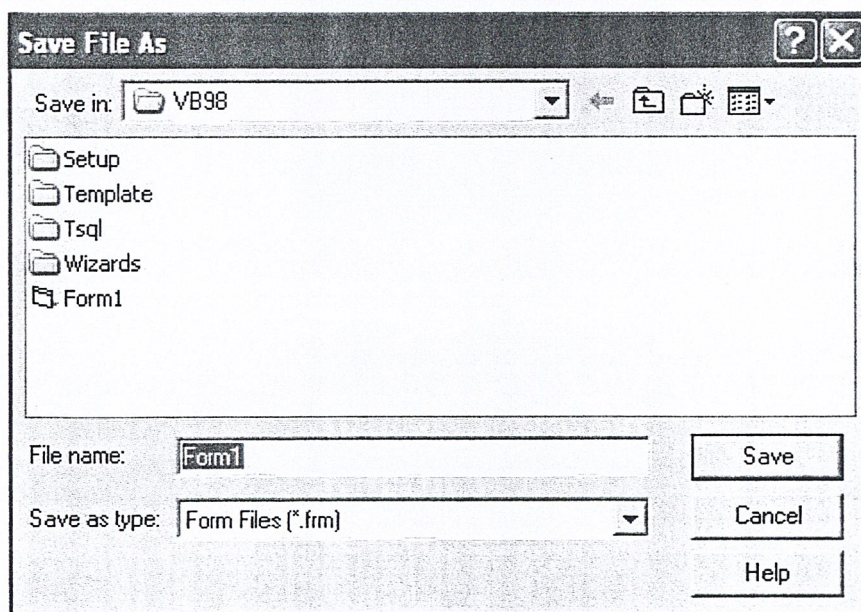 Save File As
Save in: VB98
Setup
Template
Tsql
Wizards
Form1
File name: Form1 Save
Save as type: Form Files (*.frm) Cancel
Help